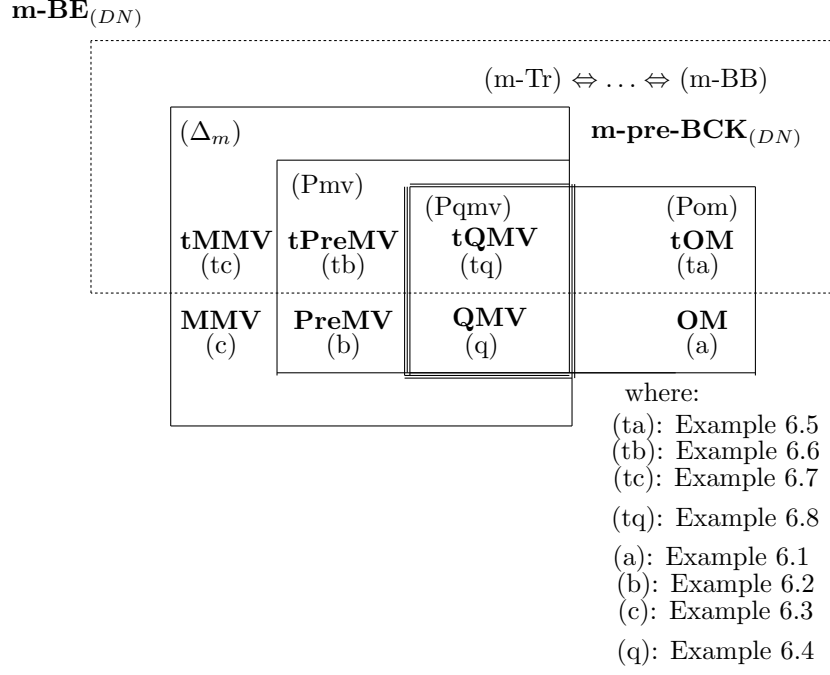 m-BE(DN)
(m-Tr) ⇔ … ⇔ (m-BB)
(Δm)
m-pre-BCK(DN)
(Pmv)
(Pqmv)
(Pom)
tMMV tPreMV tQMV tOM
(tc) (tb) (tq) (ta)
MMV PreMV QMV OM
(c) (b) (q) (a)
where:
(ta): Example 6.5
(tb): Example 6.6
(tc): Example 6.7
(tq): Example 6.8
(a): Example 6.1
(b): Example 6.2
(c): Example 6.3
(q): Example 6.4